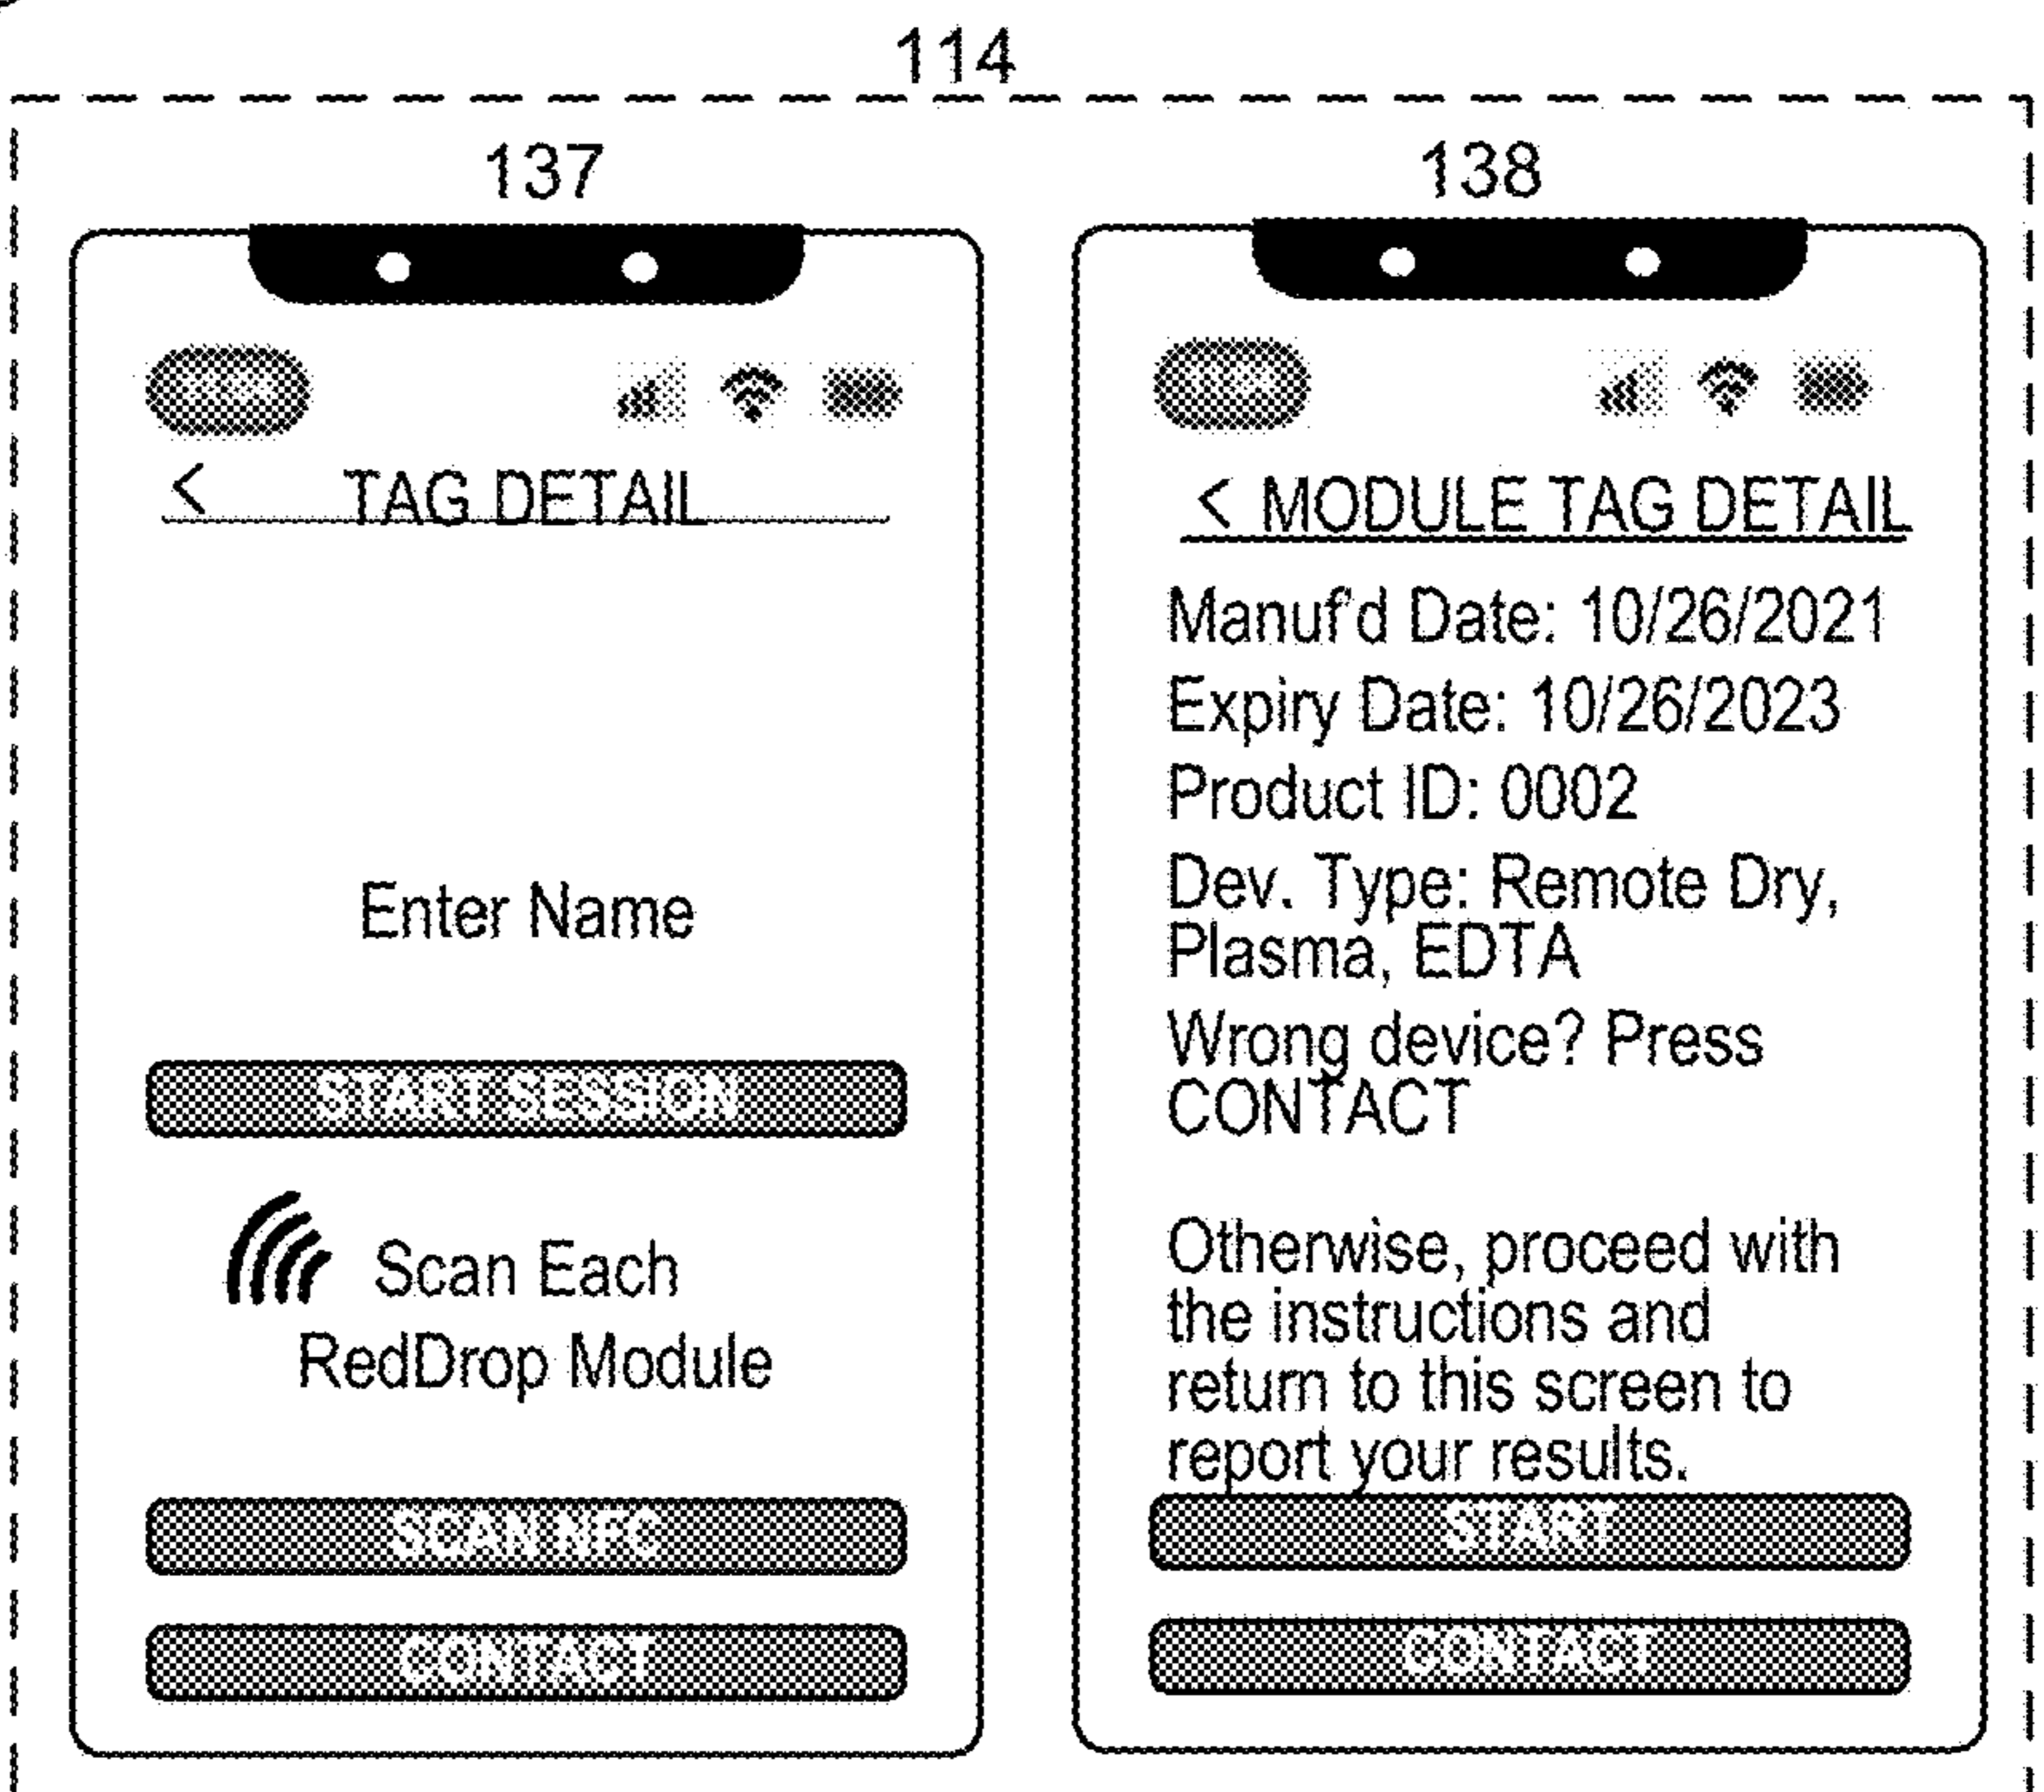 114
137
< TAG DETAIL
Enter Name
START SESSION
Scan Each
RedDrop Module
SCAN NFC
CONTACT
138
< MODULE TAG DETAIL
Manuf'd Date: 10/26/2021
Expiry Date: 10/26/2023
Product ID: 0002
Dev. Type: Remote Dry,
Plasma, EDTA
Wrong device? Press
CONTACT
Otherwise, proceed with
the instructions and
return to this screen to
report your results.
START
CONTACT